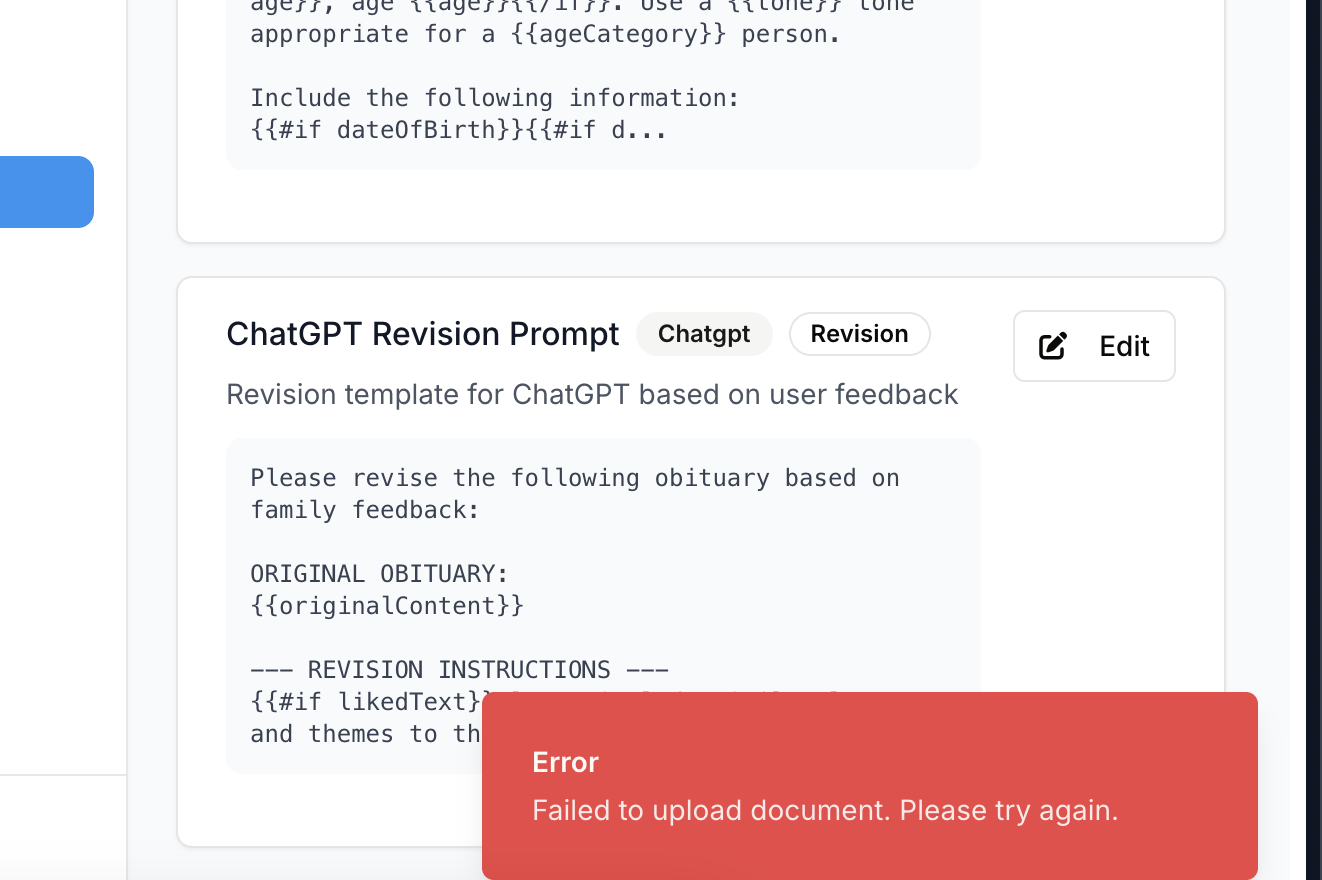 age}}, age {{age}}{{/if}}. Use a {{tone}} tone
appropriate for a {{ageCategory}} person.
Include the following information:
{{#if dateOfBirth}}{{#if d...
ChatGPT Revision Prompt Chatgpt Revision Edit
Revision template for ChatGPT based on user feedback
Please revise the following obituary based on
family feedback:
ORIGINAL OBITUARY:
{{originalContent}}
--- REVISION INSTRUCTIONS ---
{{#if likedText}}
and themes to th
Error
Failed to upload document. Please try again.